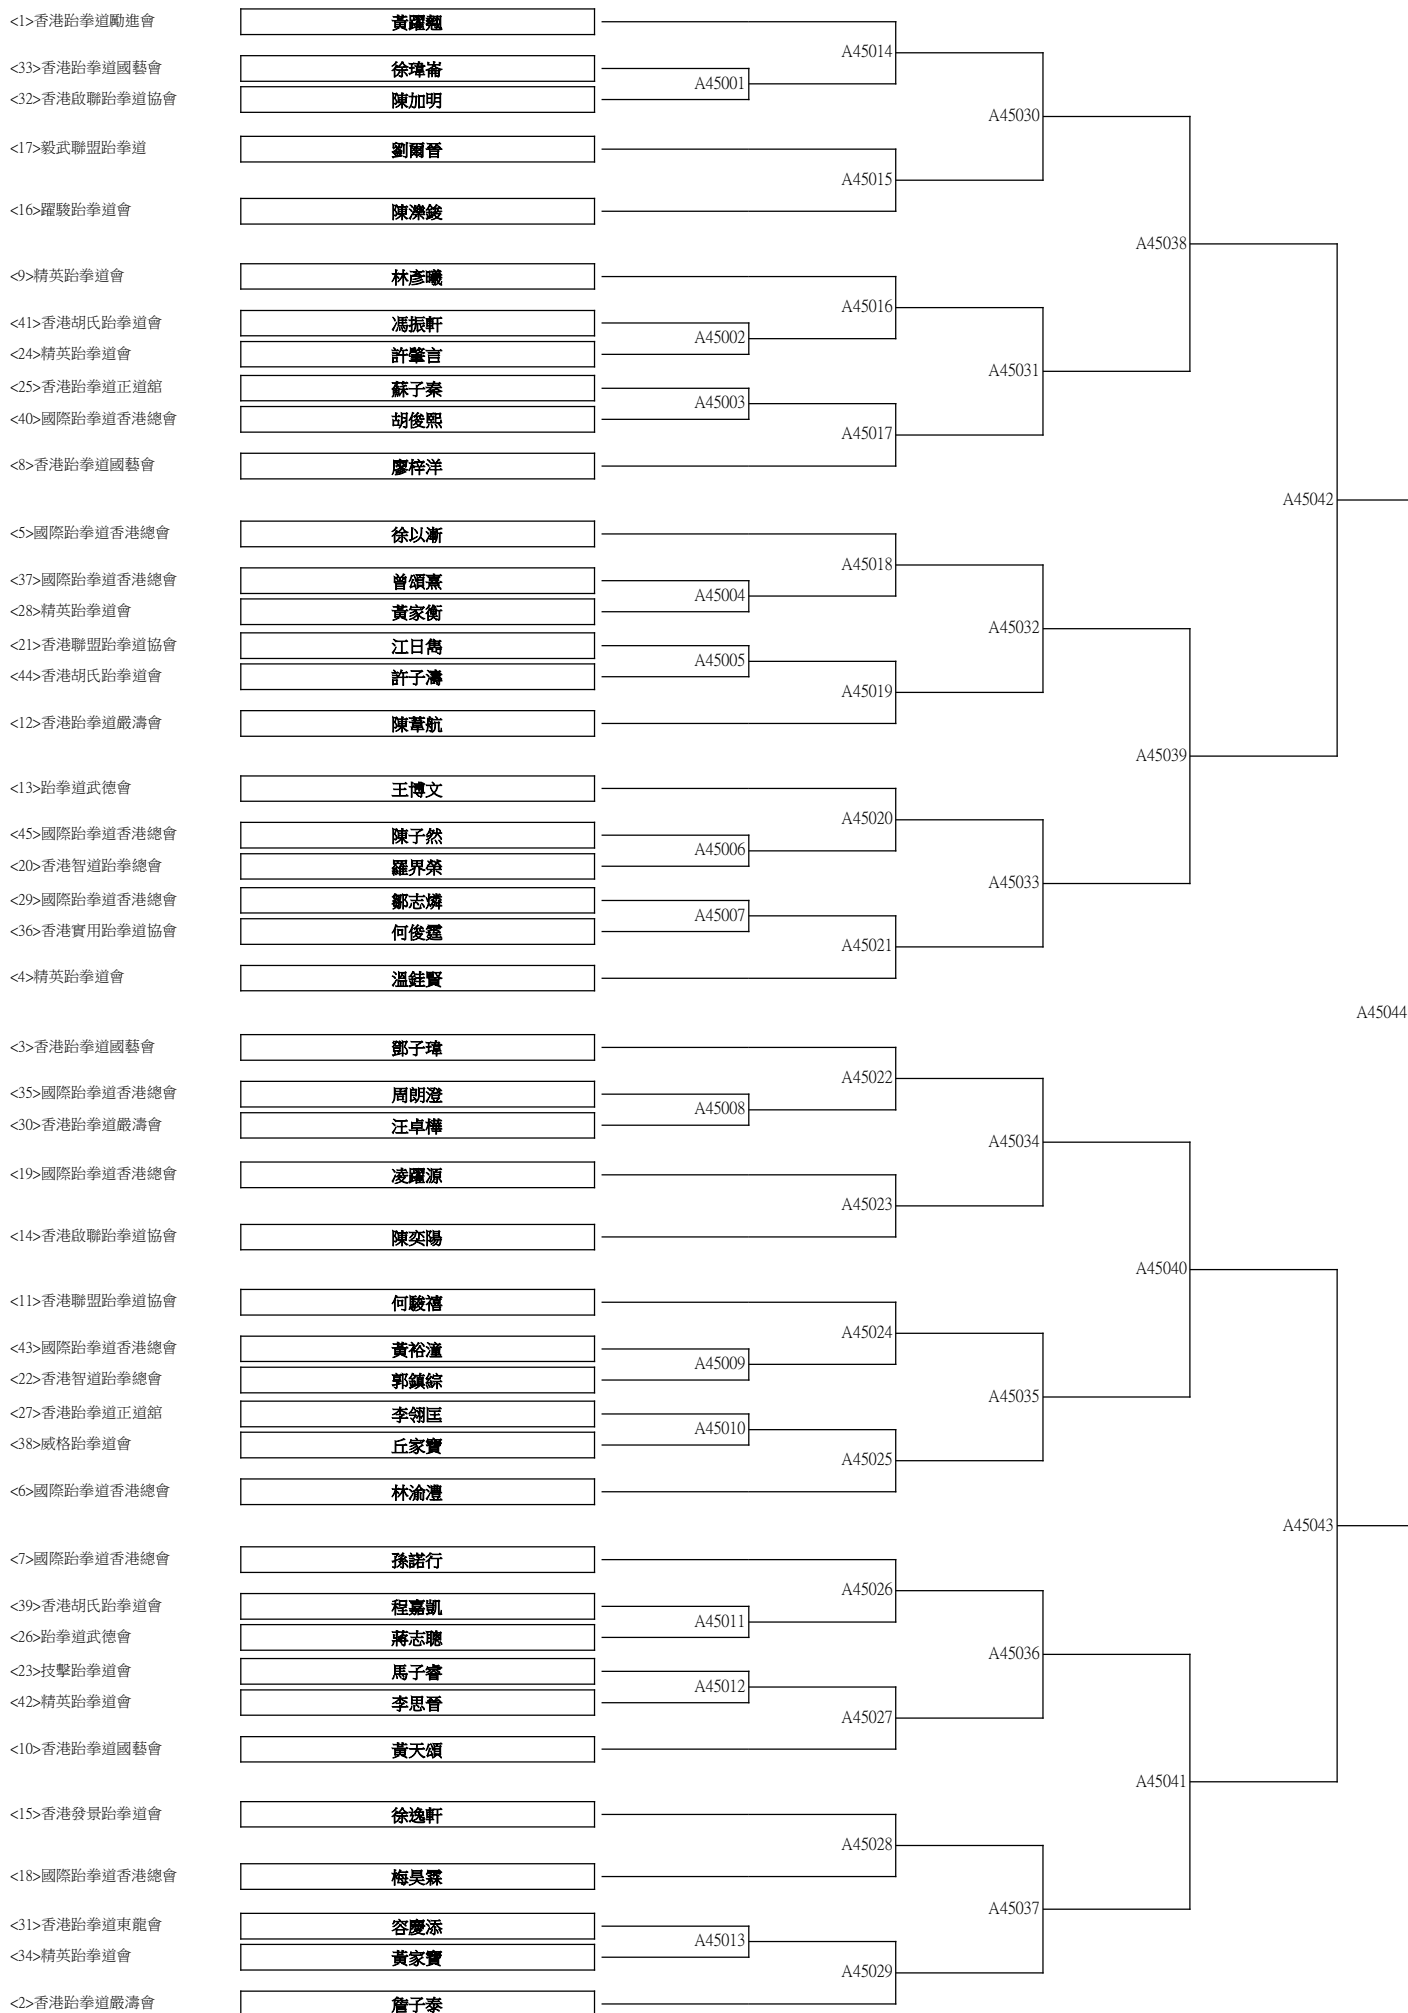 <1>香港跆拳道勵進會 黃躍翹
A45014
<33>香港跆拳道國藝會 徐瑋崙
A45001
<32>香港啟聯跆拳道協會 陳加明
A45030
<17>毅武聯盟跆拳道 劉爾晉
A45015
<16>躍駿跆拳道會 陳濼鋑
A45038
<9>精英跆拳道會 林彥曦
A45016
<41>香港胡氏跆拳道會 馮振軒
A45002
<24>精英跆拳道會 許肇言
A45031
<25>香港跆拳道正道舘 蘇子秦
A45003
<40>國際跆拳道香港總會 胡俊熙
A45017
<8>香港跆拳道國藝會 廖梓洋
A45042
<5>國際跆拳道香港總會 徐以漸
A45018
<37>國際跆拳道香港總會 曾頌熹
A45004
<28>精英跆拳道會 黃家衡
A45032
<21>香港聯盟跆拳道協會 江日雋
A45005
<44>香港胡氏跆拳道會 許子濤
A45019
<12>香港跆拳道嚴濤會 陳葦航
A45039
<13>跆拳道武德會 王博文
A45020
<45>國際跆拳道香港總會 陳子然
A45006
<20>香港智道跆拳總會 羅界榮
A45033
<29>國際跆拳道香港總會 鄒志燐
A45007
<36>香港實用跆拳道協會 何俊霆
A45021
<4>精英跆拳道會 溫銈賢
A45044
<3>香港跆拳道國藝會 鄧子瑋
A45022
<35>國際跆拳道香港總會 周朗澄
A45008
<30>香港跆拳道嚴濤會 汪卓樺
A45034
<19>國際跆拳道香港總會 凌躍源
A45023
<14>香港啟聯跆拳道協會 陳奕陽
A45040
<11>香港聯盟跆拳道協會 何駿禧
A45024
<43>國際跆拳道香港總會 黃裕潼
A45009
<22>香港智道跆拳總會 郭鎮綜
A45035
<27>香港跆拳道正道舘 李翎匡
A45010
<38>威格跆拳道會 丘家寶
A45025
<6>國際跆拳道香港總會 林渝灃
A45043
<7>國際跆拳道香港總會 孫諾行
A45026
<39>香港胡氏跆拳道會 程嘉凱
A45011
<26>跆拳道武德會 蔣志聰
A45036
<23>技擊跆拳道會 馬子睿
A45012
<42>精英跆拳道會 李思晉
A45027
<10>香港跆拳道國藝會 黃天頌
A45041
<15>香港發景跆拳道會 徐逸軒
A45028
<18>國際跆拳道香港總會 梅昊霖
A45037
<31>香港跆拳道東龍會 容慶添
A45013
<34>精英跆拳道會 黃家寶
A45029
<2>香港跆拳道嚴濤會 詹子泰